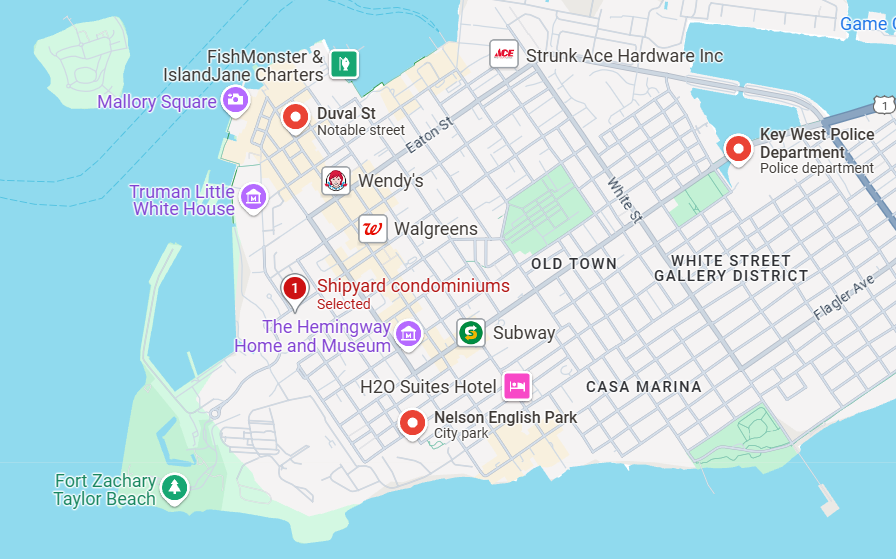 Game
FishMonster &
IslandJane Charters
ACE
Strunk Ace Hardware Inc
Mallory Square
1
Duval St
Notable street
Eaton St
Key West Police
Department
Police department
Wendy's
Truman Little
White House
White St
Walgreens
OLD TOWN
WHITE STREET
GALLERY DISTRICT
1
Shipyard condominiums
Selected
Flagler Ave
The Hemingway
Home and Museum
Subway
H2O Suites Hotel
CASA MARINA
Nelson English Park
City park
Fort Zachary
Taylor Beach